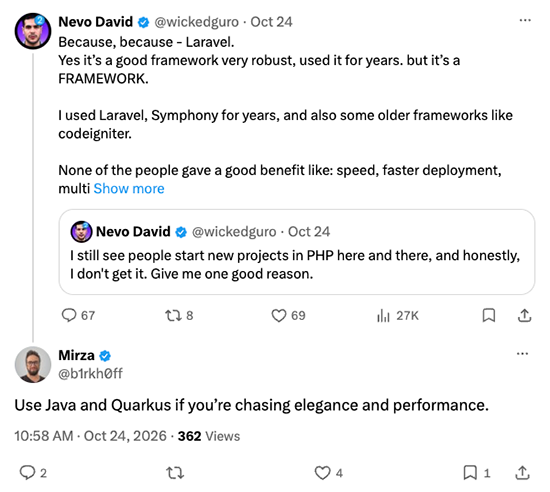 Nevo David @wickedguro · Oct 24
Because, because - Laravel.
Yes it’s a good framework very robust, used it for years. but it’s a
FRAMEWORK.
I used Laravel, Symphony for years, and also some older frameworks like
codeigniter.
None of the people gave a good benefit like: speed, faster deployment,
multi Show more
Nevo David @wickedguro · Oct 24
I still see people start new projects in PHP here and there, and honestly,
I don't get it. Give me one good reason.
67 8 69 27K
Mirza
@b1rkh0ff
Use Java and Quarkus if you’re chasing elegance and performance.
10:58 AM · Oct 24, 2026 · 362 Views
2 4 1